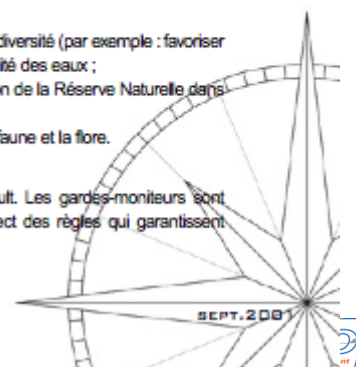 diversité (par exemple : favoriser
ité des eaux ;
on de la Réserve Naturelle dans
faune et la flore.
ult. Les gardes-moniteurs sont
ect des règles qui garantissent
SEPT.2001